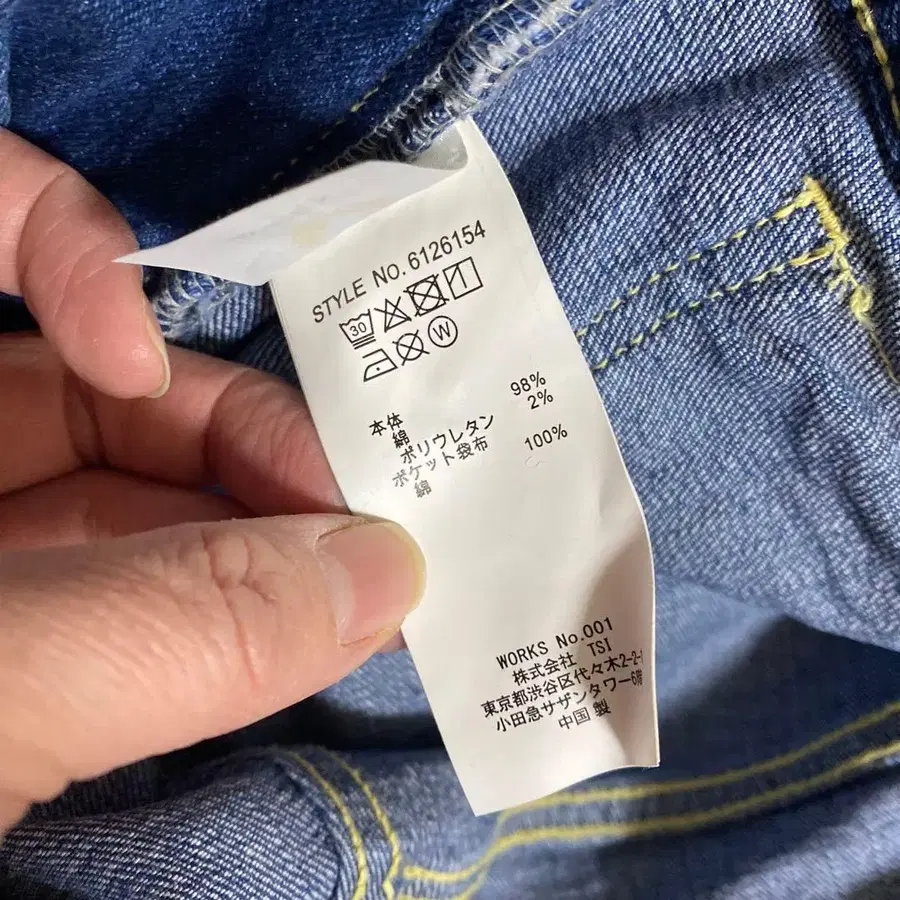 STYLE NO. 6126154
30
W
本体
綿 98%
ポリウレタン 2%
ポケット袋布
綿 100%
WORKS No.001
株式会社 TSI
東京都渋谷区代々木2-2-1
小田急サザンタワー6階
中国製